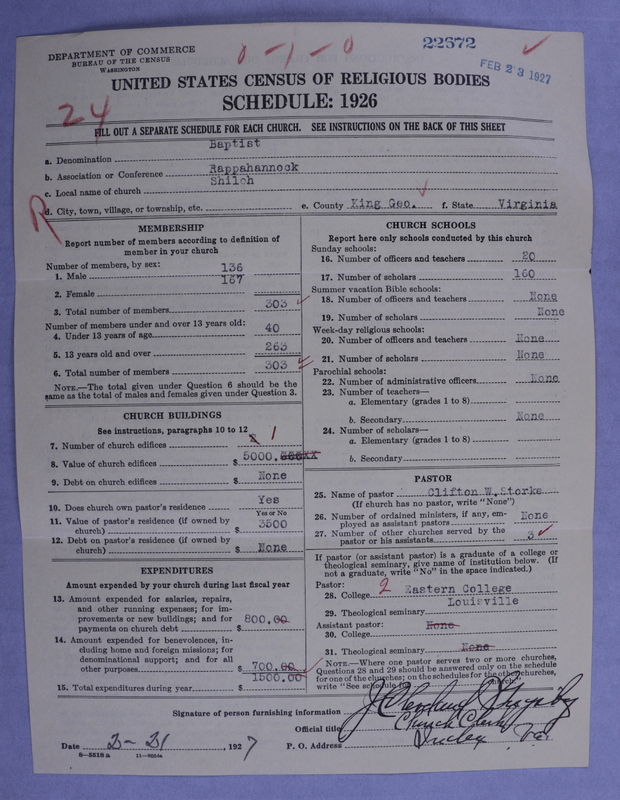 DEPARTMENT OF COMMERCE
BUREAU OF THE CENSUS
WASHINGTON
0-1-0
22672
FEB 23 1927
UNITED STATES CENSUS OF RELIGIOUS BODIES
SCHEDULE: 1926
24
FILL OUT A SEPARATE SCHEDULE FOR EACH CHURCH. SEE INSTRUCTIONS ON THE BACK OF THIS SHEET
a. Denomination Baptist
b. Association or Conference Rappahannock
c. Local name of church Shiloh
R
d. City, town, village, or township, etc. e. County King Geo. f. State Virginia
MEMBERSHIP
Report number of members according to definition of
member in your church
Number of members, by sex:
1. Male 136
2. Female 167
3. Total number of members 303
Number of members under and over 13 years old:
4. Under 13 years of age 40
5. 13 years old and over 263
6. Total number of members 303
NOTE.—The total given under Question 6 should be the
same as the total of males and females given under Question 3.
CHURCH BUILDINGS
See instructions, paragraphs 10 to 12
7. Number of church edifices 1
8. Value of church edifices $ 5000.
9. Debt on church edifices $ None
10. Does church own pastor's residence Yes
Yes or No
11. Value of pastor's residence (if owned by
church) $ 3500
12. Debt on pastor's residence (if owned by
church) $ None
EXPENDITURES
Amount expended by your church during last fiscal year
13. Amount expended for salaries, repairs,
and other running expenses; for im-
provements or new buildings; and for
payments on church debt $ 800.00
14. Amount expended for benevolences, in-
cluding home and foreign missions; for
denominational support; and for all
other purposes $ 700.00
15. Total expenditures during year $ 1500.00
CHURCH SCHOOLS
Report here only schools conducted by this church
Sunday schools:
16. Number of officers and teachers 20
17. Number of scholars 160
Summer vacation Bible schools:
18. Number of officers and teachers None
19. Number of scholars None
Week-day religious schools:
20. Number of officers and teachers None
21. Number of scholars None
Parochial schools:
22. Number of administrative officers None
23. Number of teachers—
a. Elementary (grades 1 to 8)
b. Secondary None
24. Number of scholars—
a. Elementary (grades 1 to 8)
b. Secondary
PASTOR
25. Name of pastor Clifton W. Storke
(If church has no pastor, write "None")
26. Number of ordained ministers, if any, em-
ployed as assistant pastors None
27. Number of other churches served by the
pastor or his assistants 3
If pastor (or assistant pastor) is a graduate of a college or
theological seminary, give name of institution below. (If
not a graduate, write "No" in the space indicated.)
Pastor:
28. College 2 Eastern College
29. Theological seminary Louisville
Assistant pastor:
30. College None
31. Theological seminary None
NOTE.—Where one pastor serves two or more churches,
Questions 28 and 29 should be answered only on the schedule
for one of the churches; on the schedules for the other churches,
write "See schedule for church."
Signature of person furnishing information
Official title Church Clerk
Date 2-21, 1927 P. O. Address Va.
8-5518 a